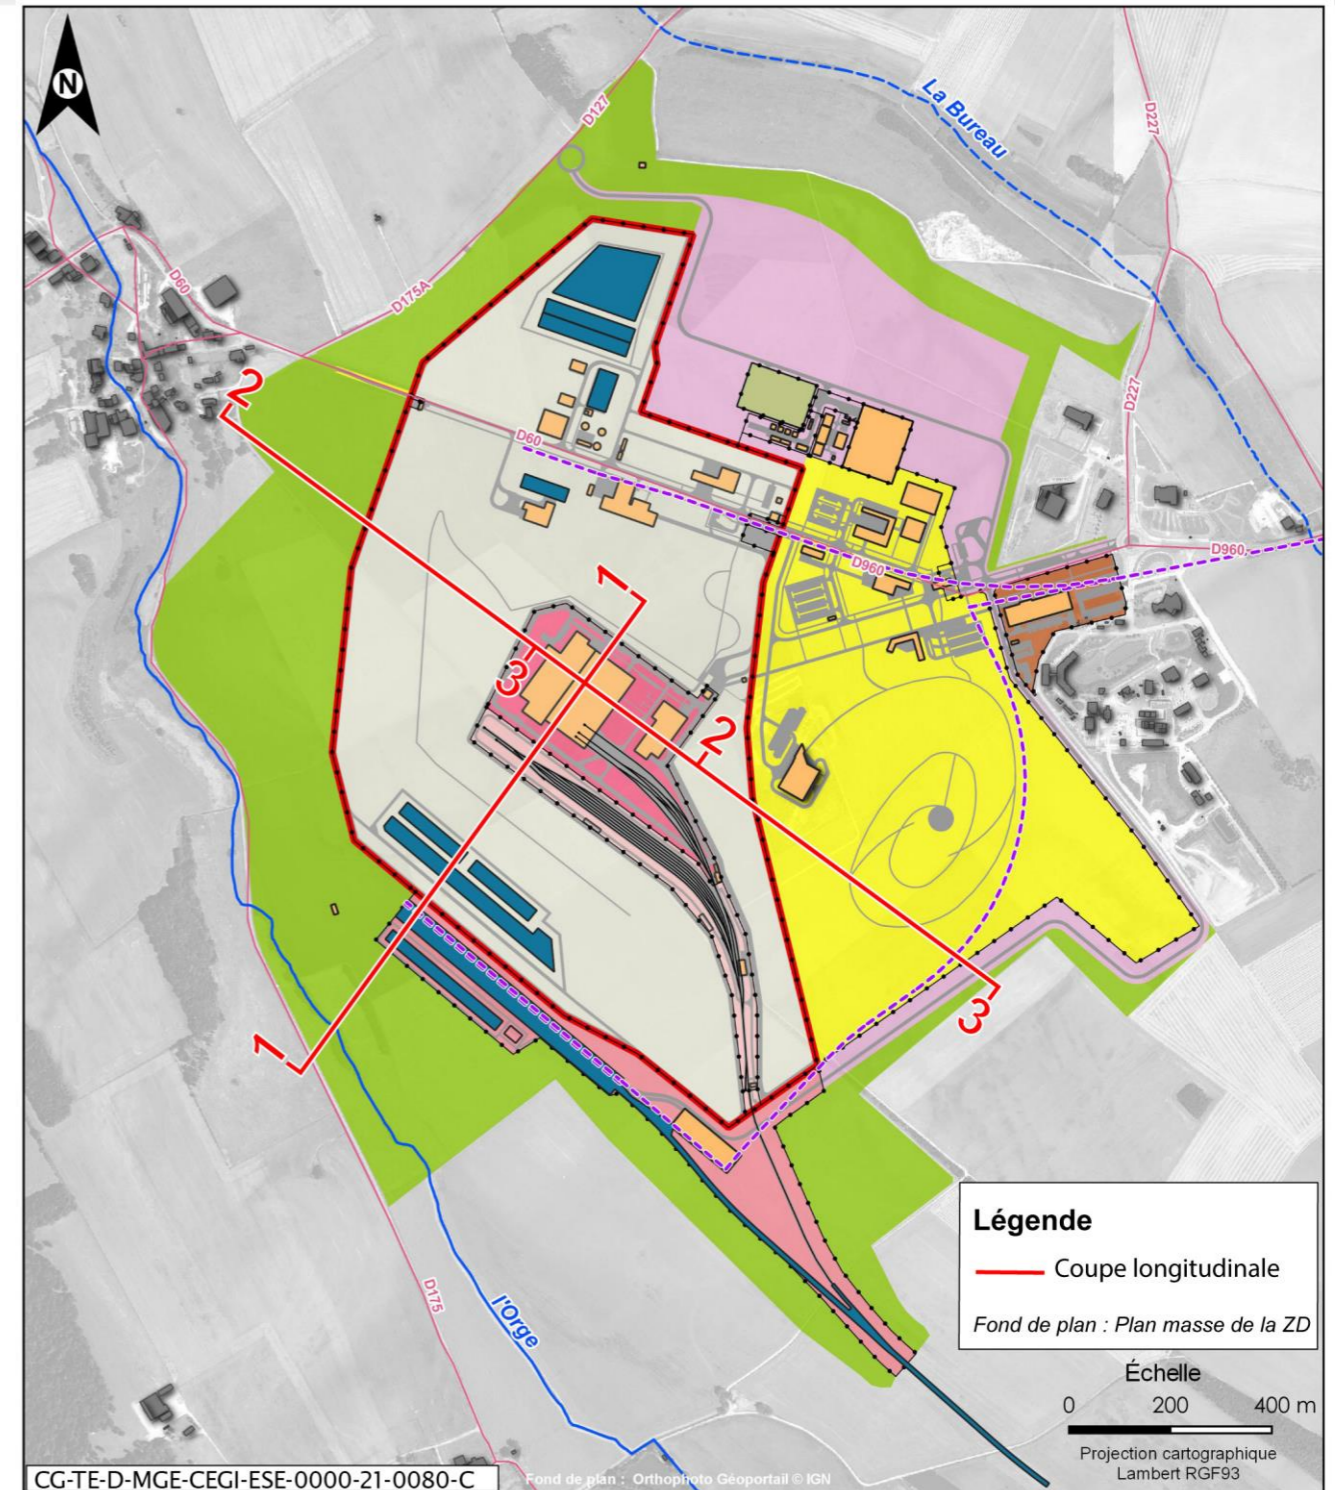 N
D127
La Bureau
D227
D60
D175A
2
D227
D60
D960
D960
1
3
2
3
1
D175
l'Orge
Légende
Coupe longitudinale
Fond de plan : Plan masse de la ZD
Échelle
0 200 400 m
Projection cartographique
Lambert RGF93
CG-TE-D-MGE-CEGI-ESE-0000-21-0080-C
Fond de plan : Orthophoto Géoportail © IGN